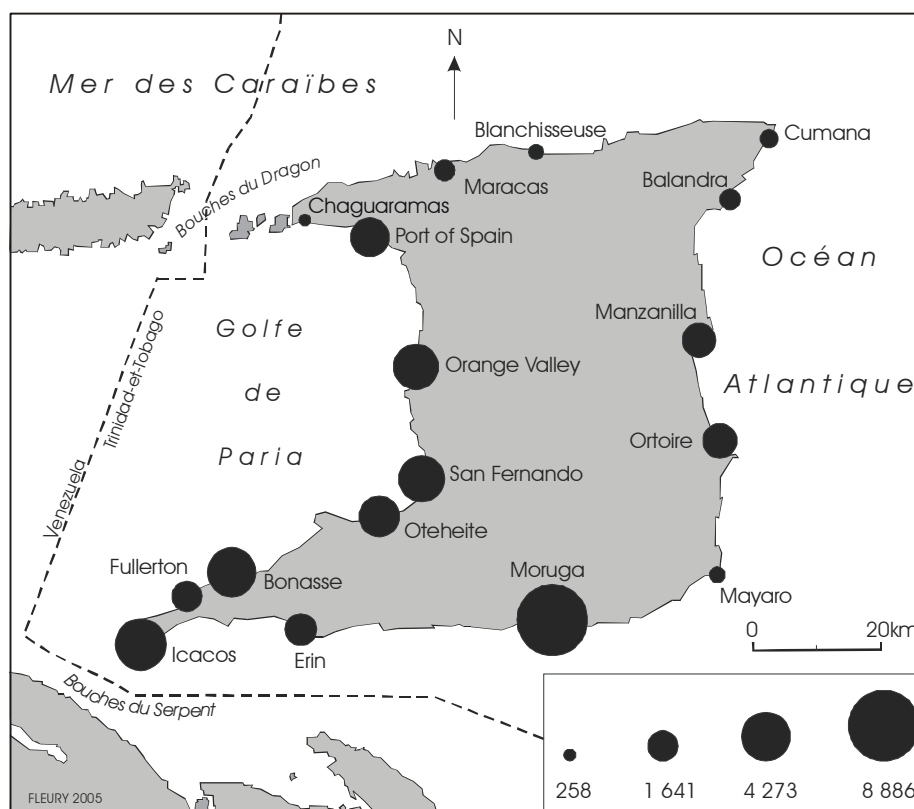 N
Mer des Caraïbes
Blanchisseuse
Cumana
Bouches du Dragon
Maracas
Balandra
Chaguaramas
Port of Spain
Océan
Golfe
Manzanilla
Trinidad-et-Tobago
Orange Valley
de
Atlantique
Ortoire
Paria
San Fernando
Venezuela
Oteheite
Fullerton
Bonasse
Moruga
Mayaro
0 20km
Icacos
Erin
Bouches du Serpent
258 1 641 4 273 8 886
FLEURY 2005